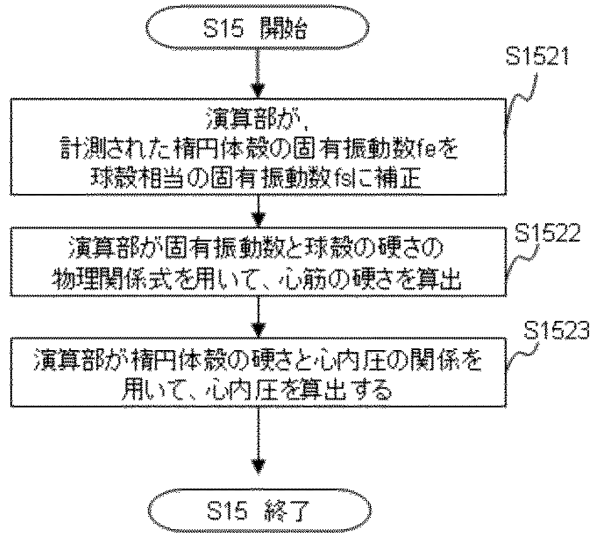 S15 開始
S1521
演算部が,
計測された楕円体殻の固有振動数feを
球殻相当の固有振動数fsに補正
S1522
演算部が固有振動数と球殻の硬さの
物理関係式を用いて、心筋の硬さを算出
S1523
演算部が楕円体殻の硬さと心内圧の関係を
用いて、心内圧を算出する
S15 終了